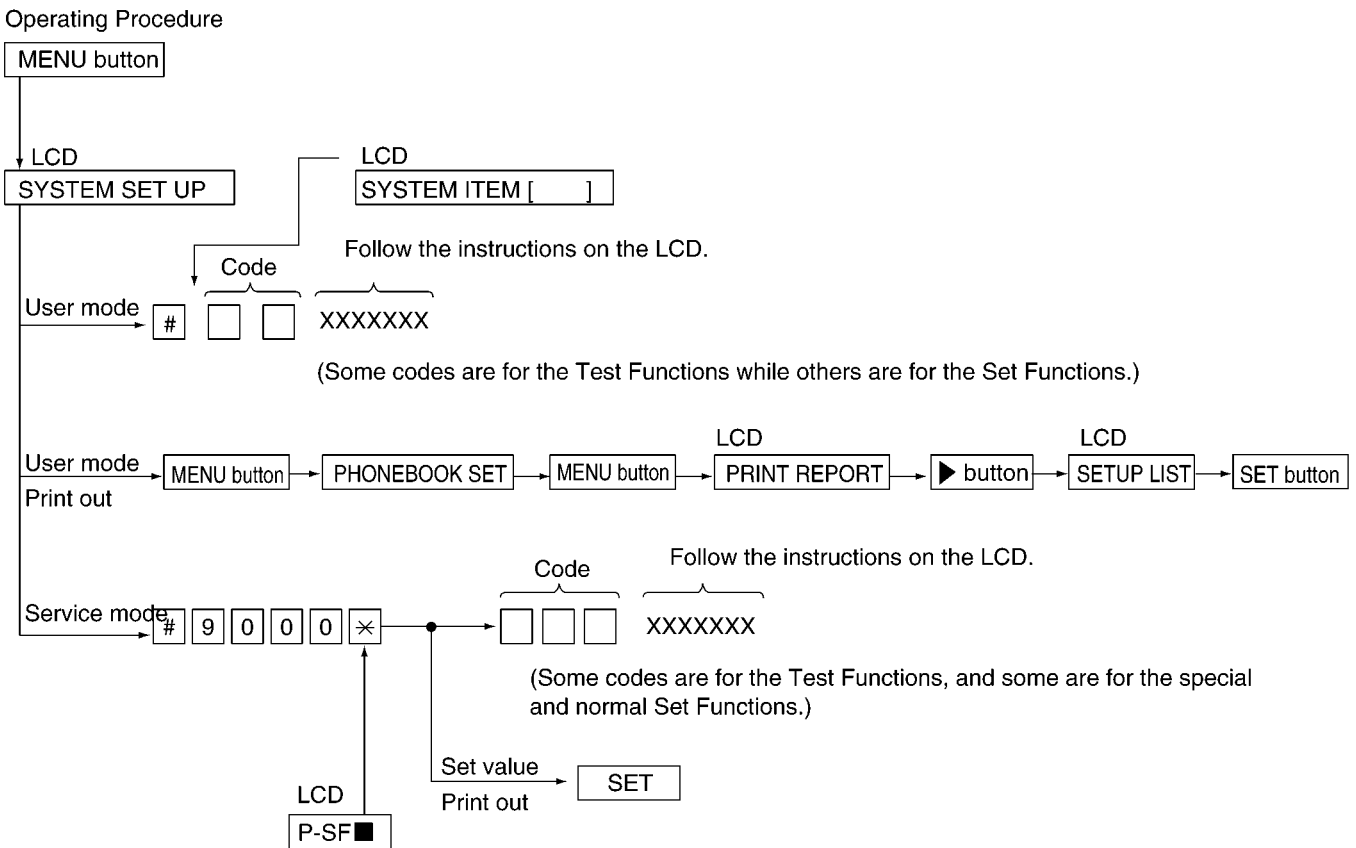 Operating Procedure
MENU button
LCD
SYSTEM SET UP
LCD
SYSTEM ITEM [ ]
Follow the instructions on the LCD.
Code
User mode
# XXXXXXX
(Some codes are for the Test Functions while others are for the Set Functions.)
LCD LCD
User mode
MENU button PHONEBOOK SET MENU button PRINT REPORT ▶ button SETUP LIST SET button
Print out
Follow the instructions on the LCD.
Code
Service mode
# 9 0 0 0 ⚹ XXXXXXX
(Some codes are for the Test Functions, and some are for the special
and normal Set Functions.)
Set value
SET
Print out
LCD
P-SF■